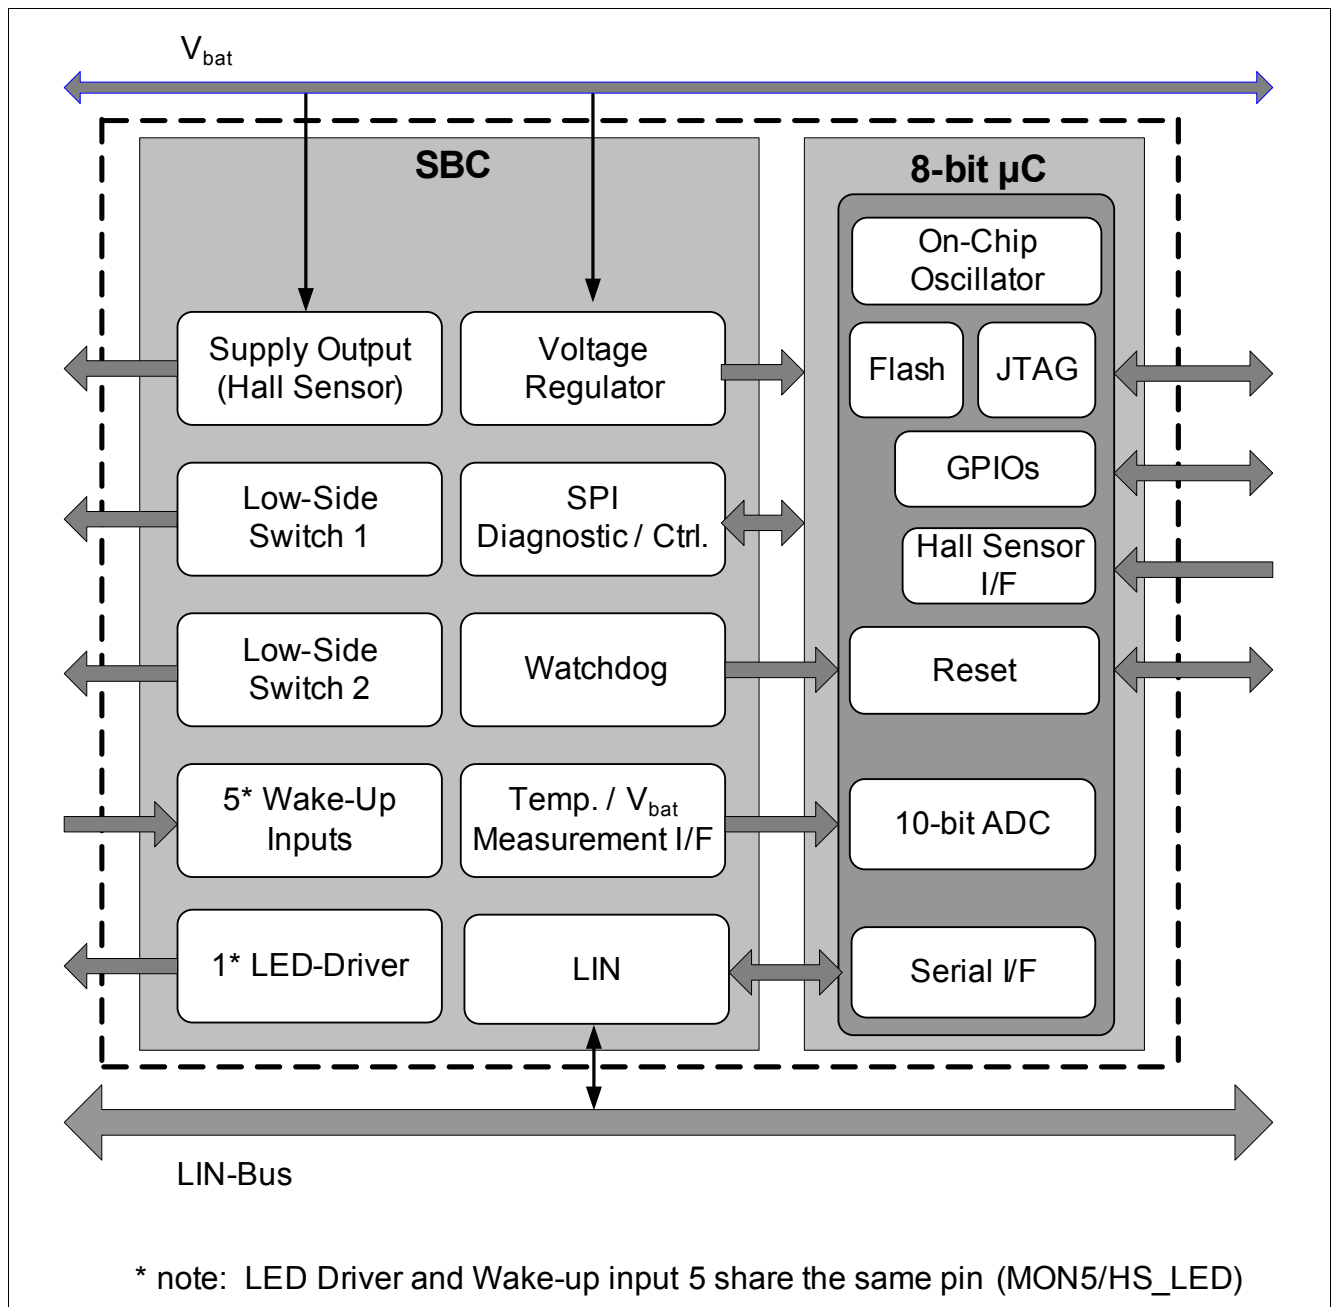 V_bat
SBC
8-bit µC
On-Chip
Oscillator
Supply Output
(Hall Sensor)
Voltage
Regulator
Flash
JTAG
Low-Side
Switch 1
SPI
Diagnostic / Ctrl.
GPIOs
Hall Sensor
I/F
Low-Side
Switch 2
Watchdog
Reset
5* Wake-Up
Inputs
Temp. / V_bat
Measurement I/F
10-bit ADC
1* LED-Driver
LIN
Serial I/F
LIN-Bus
* note: LED Driver and Wake-up input 5 share the same pin (MON5/HS_LED)